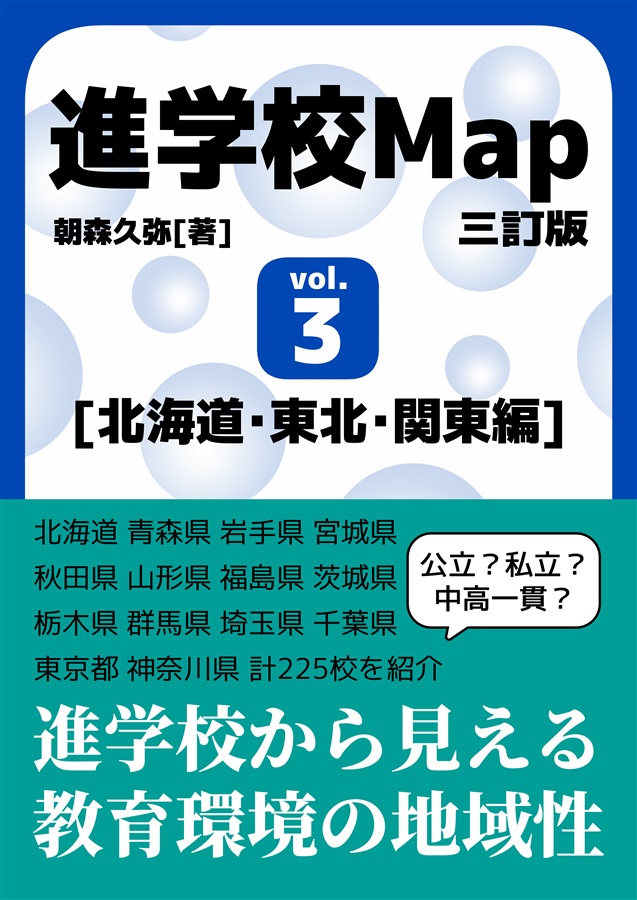 進学校Map
朝森久弥[著]
三訂版
vol.
3
[北海道・東北・関東編]
北海道 青森県 岩手県 宮城県
秋田県 山形県 福島県 茨城県
栃木県 群馬県 埼玉県 千葉県
東京都 神奈川県 計225校を紹介
公立？私立？
中高一貫？
進学校から見える
教育環境の地域性